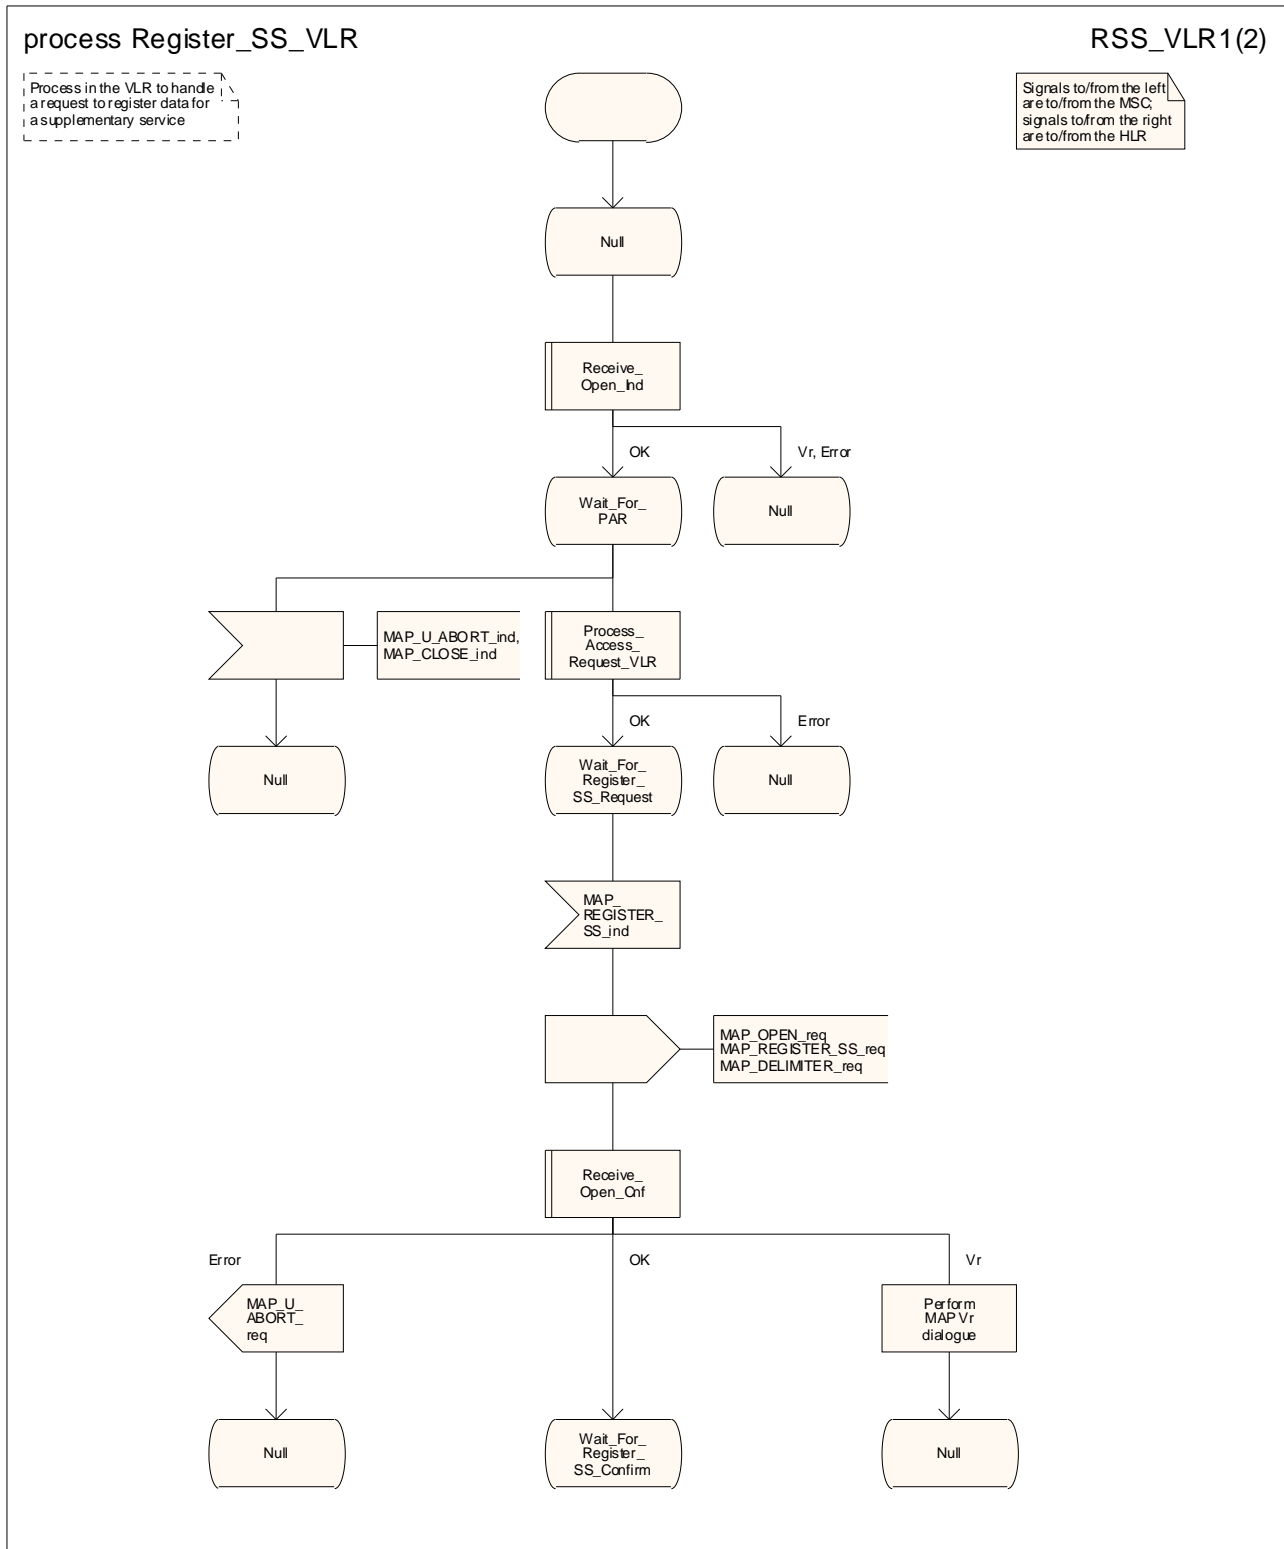 process Register_SS_VLR
RSS_VLR1(2)
Process in the VLR to handle
a request to register data for
a supplementary service
Signals to/from the left
are to/from the MSC;
signals to/from the right
are to/from the HLR
Null
Receive_
Open_Ind
OK
Vr, Error
Wait_For_
PAR
Null
MAP_U_ABORT_ind,
MAP_CLOSE_ind
Process_
Access_
Request_VLR
OK
Error
Null
Wait_For_
Register_
SS_Request
Null
MAP_
REGISTER_
SS_ind
MAP_OPEN_req
MAP_REGISTER_SS_req
MAP_DELIMITER_req
Receive_
Open_Cnf
Error
OK
Vr
MAP_U_
ABORT_
req
Perform
MAP Vr
dialogue
Null
Wait_For_
Register_
SS_Confirm
Null